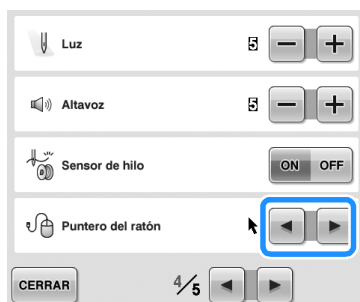 Luz 5
Altavoz 5
Sensor de hilo ON OFF
Puntero del ratón
CERRAR 4/5